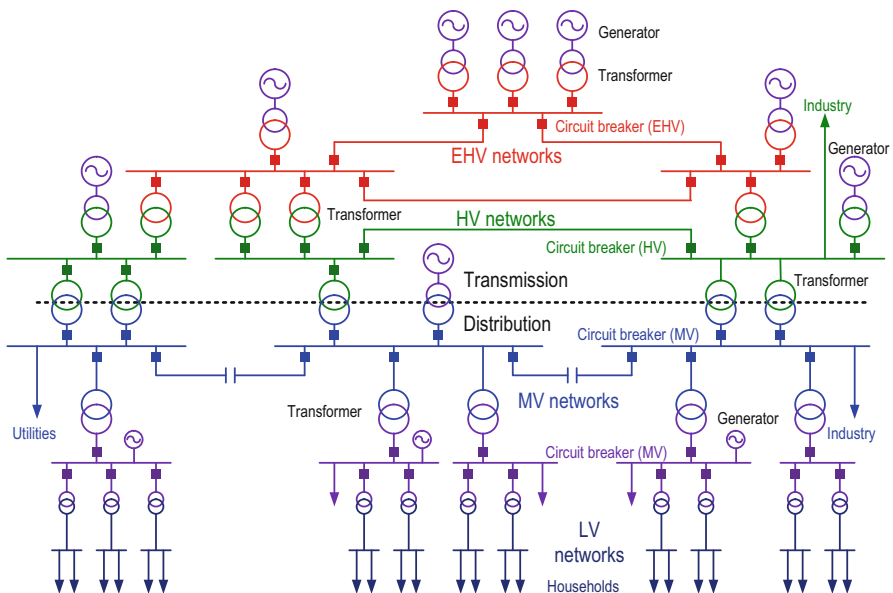 Generator
Transformer
Industry
Circuit breaker (EHV)
EHV networks
Generator
Transformer
HV networks
Circuit breaker (HV)
Transmission
Transformer
Distribution
Circuit breaker (MV)
MV networks
Transformer
Generator
Utilities
Industry
Circuit breaker (MV)
LV
networks
Households